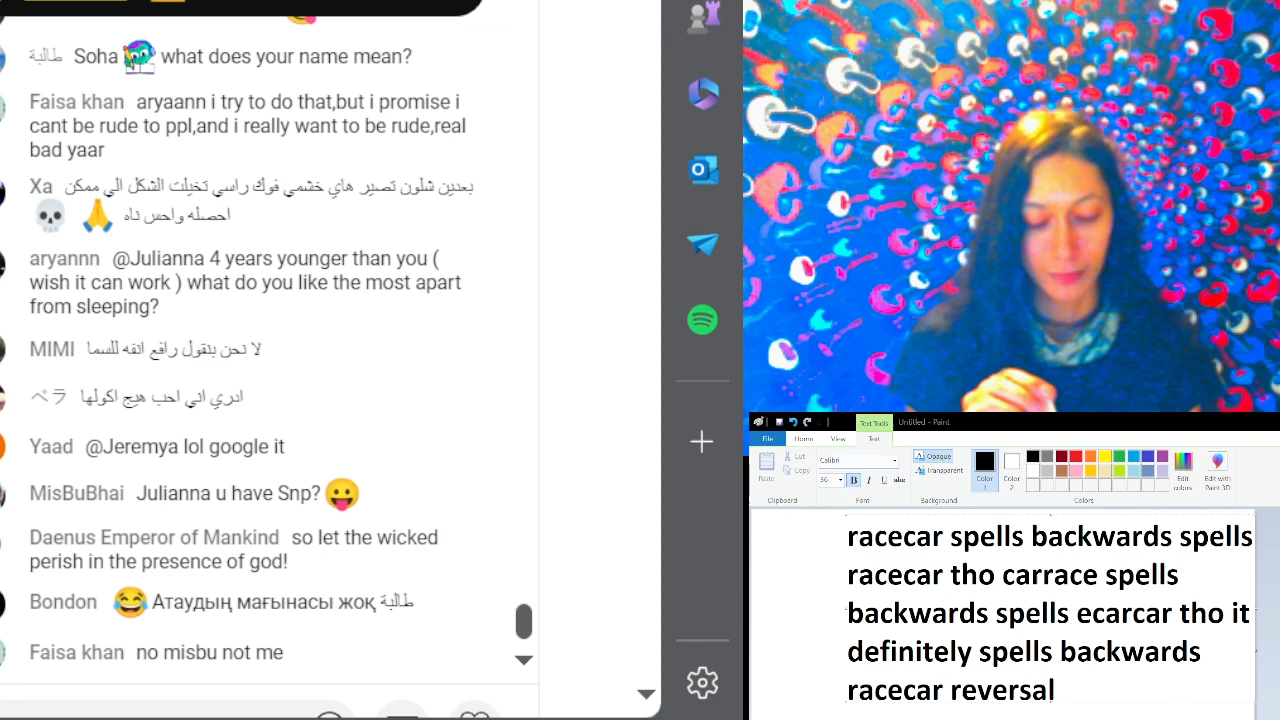 طالبة Soha what does your name mean?
Faisa khan aryaann i try to do that,but i promise i
cant be rude to ppl,and i really want to be rude,real
bad yaar
Xa بعدين شلون تصير هاي خشمي فوك راسي تخيلت الشكل الي ممكن
احصله واحس ناه
aryannn @Julianna 4 years younger than you (
wish it can work ) what do you like the most apart
from sleeping?
MIMI لا نحن بنقول رافع انفه للسما
ペラ ادري اني احب هيج اكولها
Yaad @Jeremya lol google it
MisBuBhai Julianna u have Snp? 😛
Daenus Emperor of Mankind so let the wicked
perish in the presence of god!
Bondon 😂 Атаудың мағынасы жоқ طالبة
Faisa khan no misbu not me
Text Tools Untitled - Paint
File Home View Text
Paste Cut Copy Calibri 36 B I U abc Opaque Transparent Color 1 Color 2 Edit colors Edit with Paint 3D
Clipboard Font Background Colors
racecar spells backwards spells
racecar tho carrace spells
backwards spells ecarcar tho it
definitely spells backwards
racecar reversal